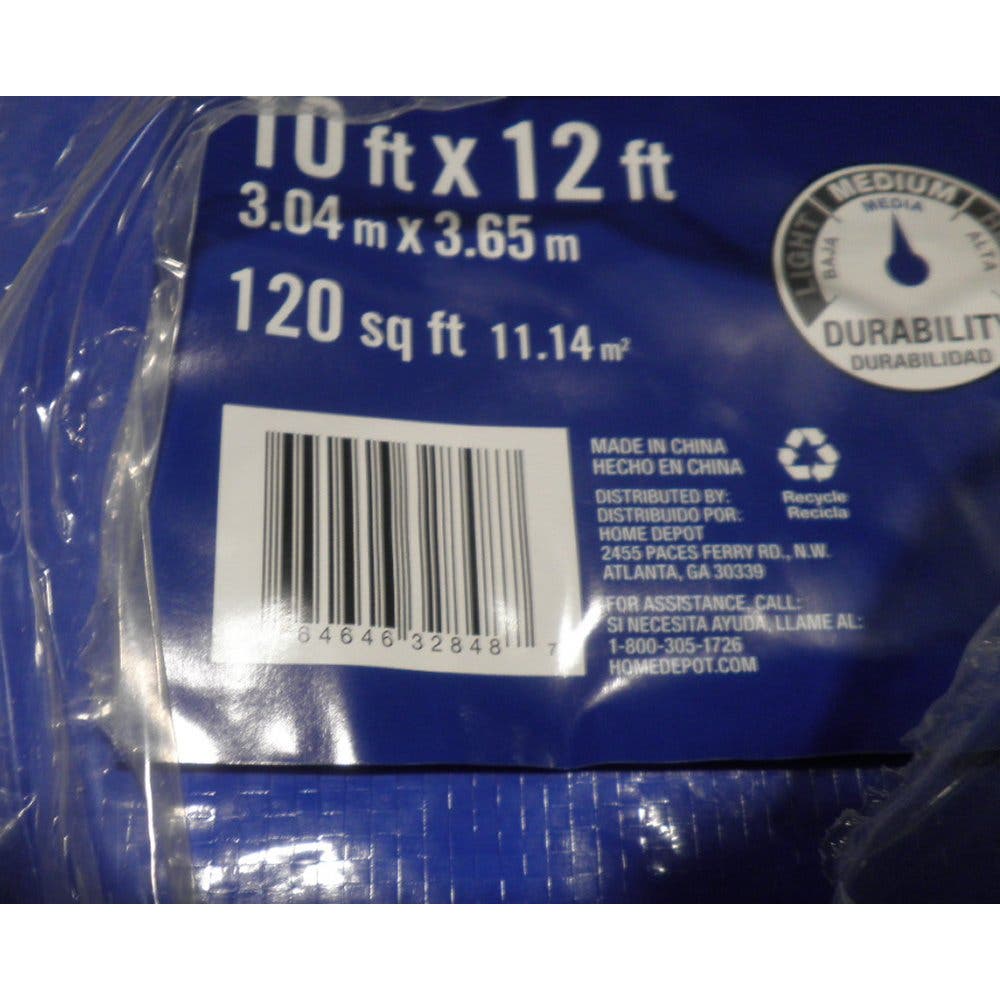 10 ft x 12 ft
3.04 m x 3.65 m
120 sq ft 11.14 m²
LIGHT MEDIUM
BAJA MEDIA ALTA
DURABILITY
DURABILIDAD
MADE IN CHINA
HECHO EN CHINA
Recycle
Recicla
DISTRIBUTED BY:
DISTRIBUIDO POR:
HOME DEPOT
2455 PACES FERRY RD., N.W.
ATLANTA, GA 30339
FOR ASSISTANCE, CALL:
SI NECESITA AYUDA, LLAME AL:
1-800-305-1726
HOMEDEPOT.COM
64646 32848 7